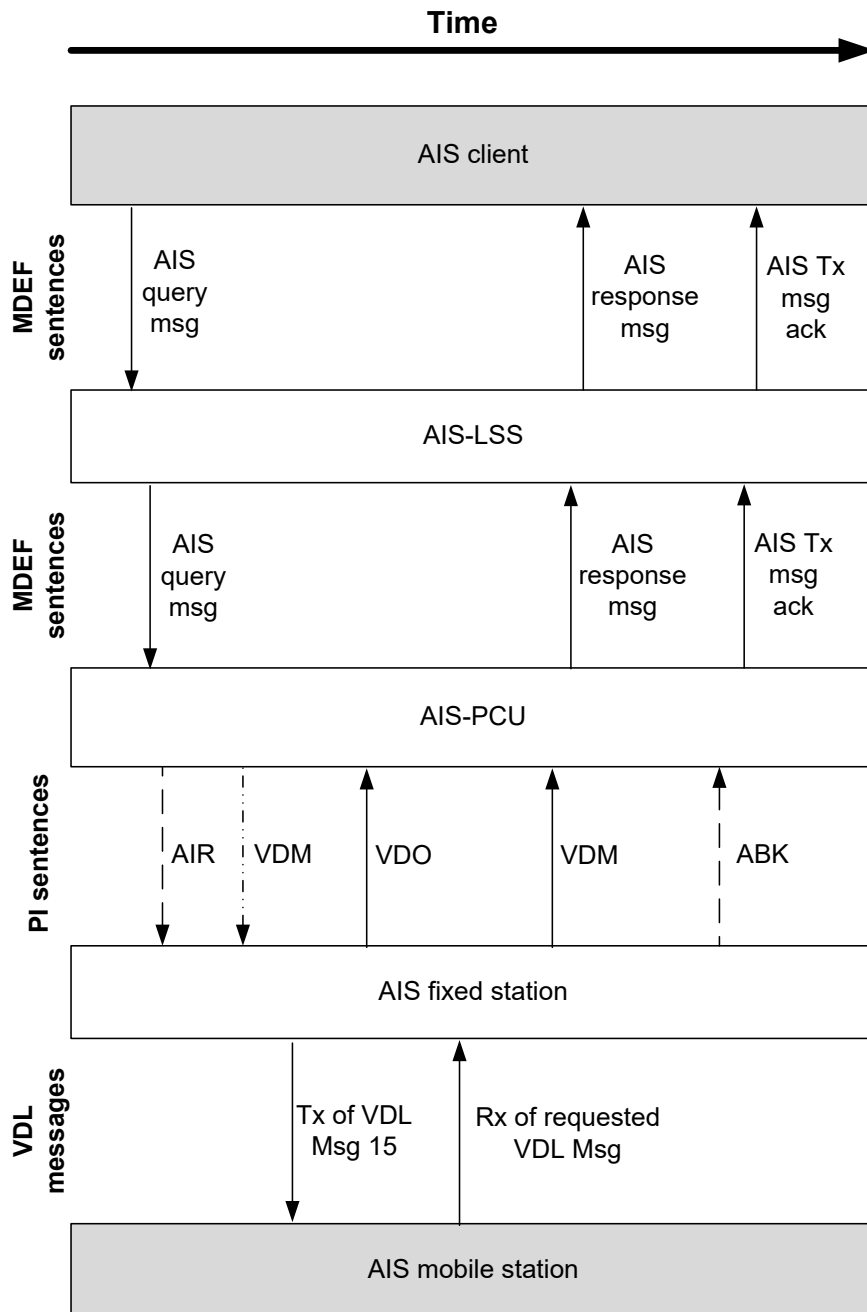 Time
AIS client
MDEF
sentences
AIS
query
msg
AIS
response
msg
AIS Tx
msg
ack
AIS-LSS
MDEF
sentences
AIS
query
msg
AIS
response
msg
AIS Tx
msg
ack
AIS-PCU
PI sentences
AIR
VDM
VDO
VDM
ABK
AIS fixed station
VDL
messages
Tx of VDL
Msg 15
Rx of requested
VDL Msg
AIS mobile station